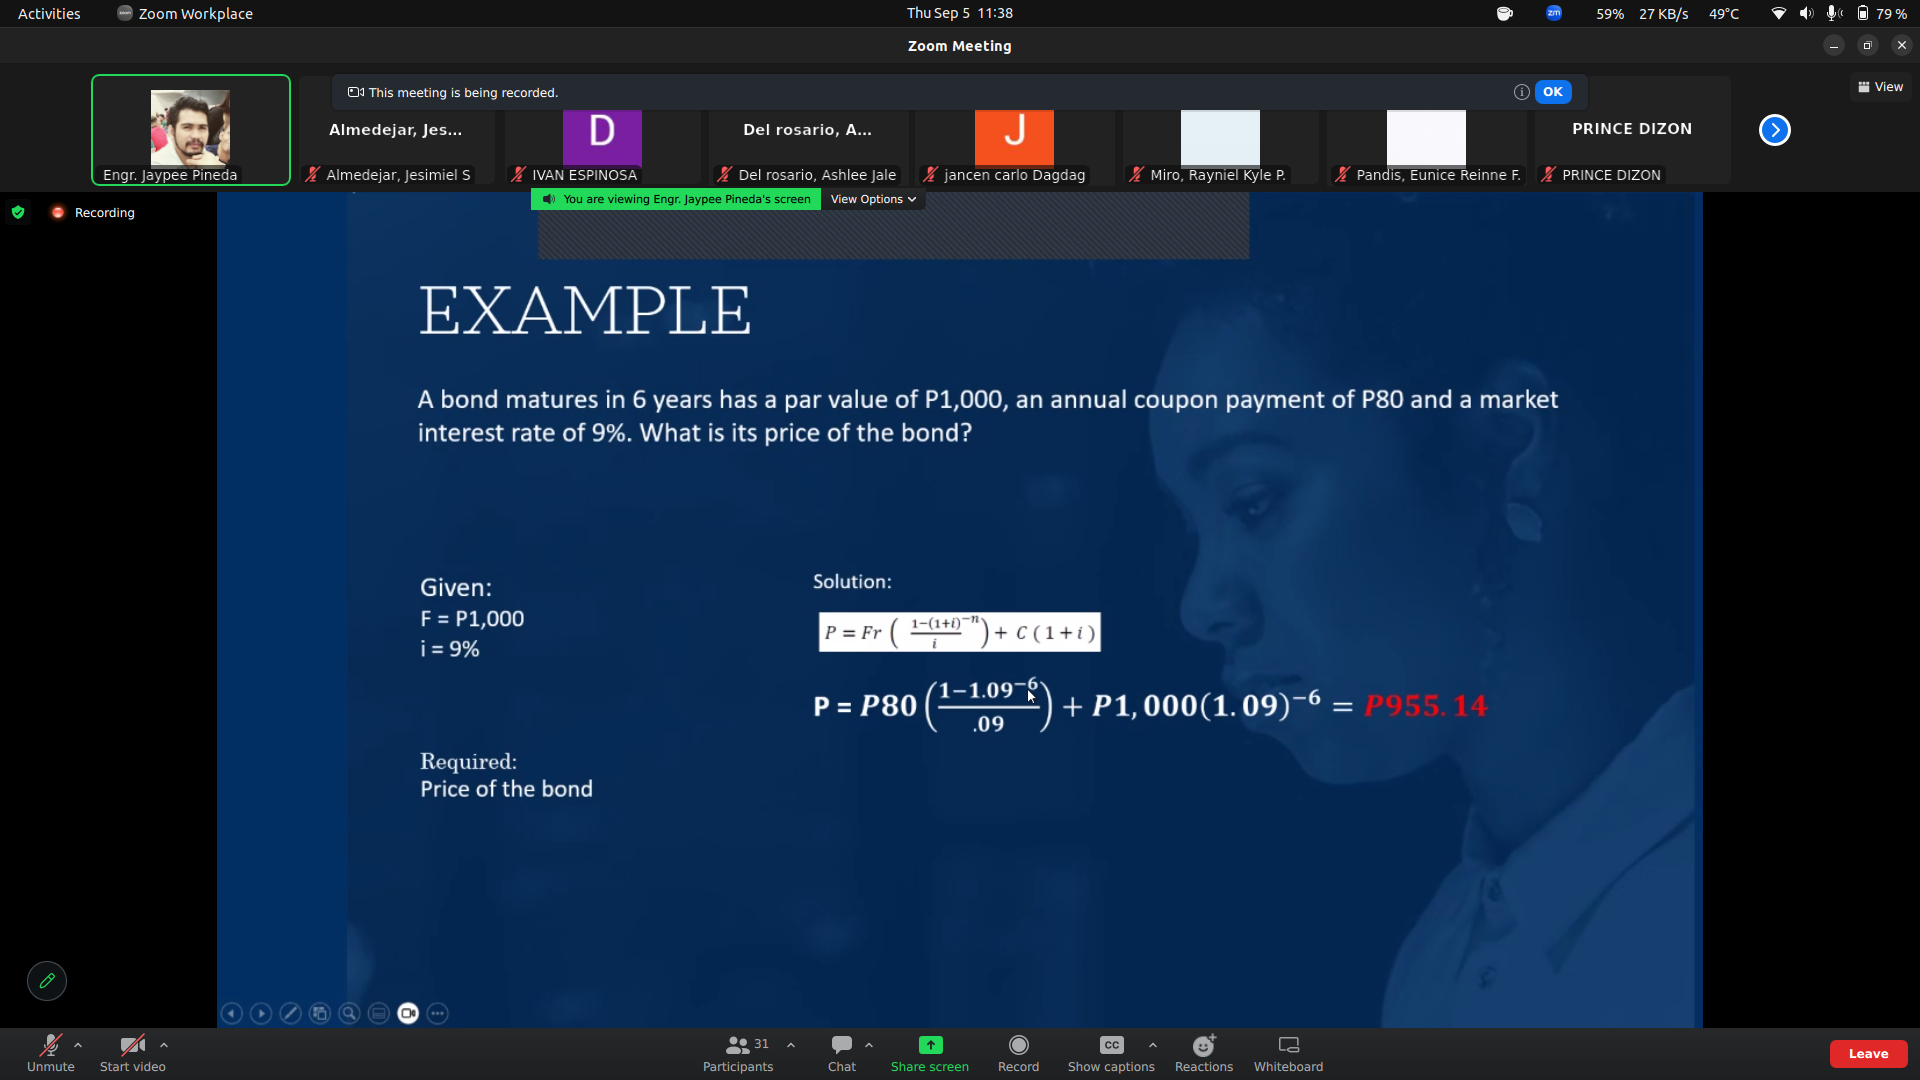 Activities
Zoom Workplace
Thu Sep 5 11:38
zm
59%
27 KB/s
49°C
79 %
Zoom Meeting
This meeting is being recorded.
OK
View
Engr. Jaypee Pineda
Almedejar, Jes...
Almedejar, Jesimiel S
D
IVAN ESPINOSA
Del rosario, A...
Del rosario, Ashlee Jale
J
jancen carlo Dagdag
Miro, Rayniel Kyle P.
Pandis, Eunice Reinne F.
PRINCE DIZON
PRINCE DIZON
You are viewing Engr. Jaypee Pineda's screen
View Options
Recording
EXAMPLE
A bond matures in 6 years has a par value of P1,000, an annual coupon payment of P80 and a market
interest rate of 9%. What is its price of the bond?
Given:
F = P1,000
i = 9%
Solution:
P = Fr ( 1−(1+i)⁻ⁿ / i ) + C ( 1 + i )
P = P80 ( 1−1.09⁻⁶ / .09 ) + P1,000(1.09)⁻⁶ = P955.14
Required:
Price of the bond
Unmute
Start video
31
Participants
Chat
Share screen
Record
CC
Show captions
Reactions
Whiteboard
Leave